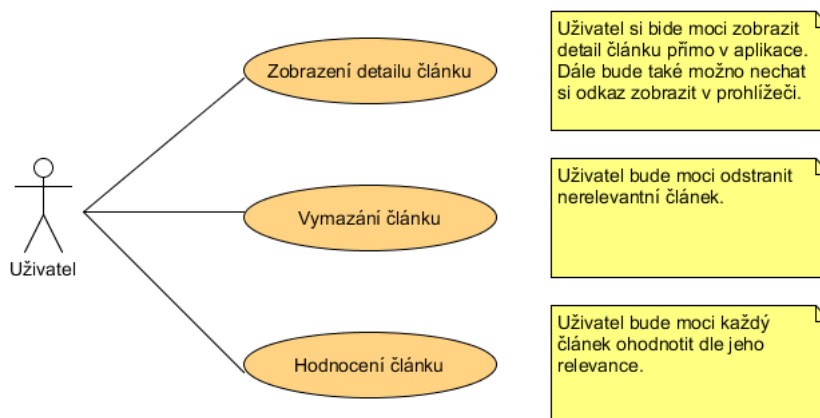 Uživatel si bide moci zobrazit
detail článku přímo v aplikace.
Dále bude také možno nechat
si odkaz zobrazit v prohlížeči.
Zobrazení detailu článku
Uživatel bude moci odstranit
nerelevantní článek.
Vymazání článku
Uživatel
Uživatel bude moci každý
článek ohodnotit dle jeho
relevance.
Hodnocení článku